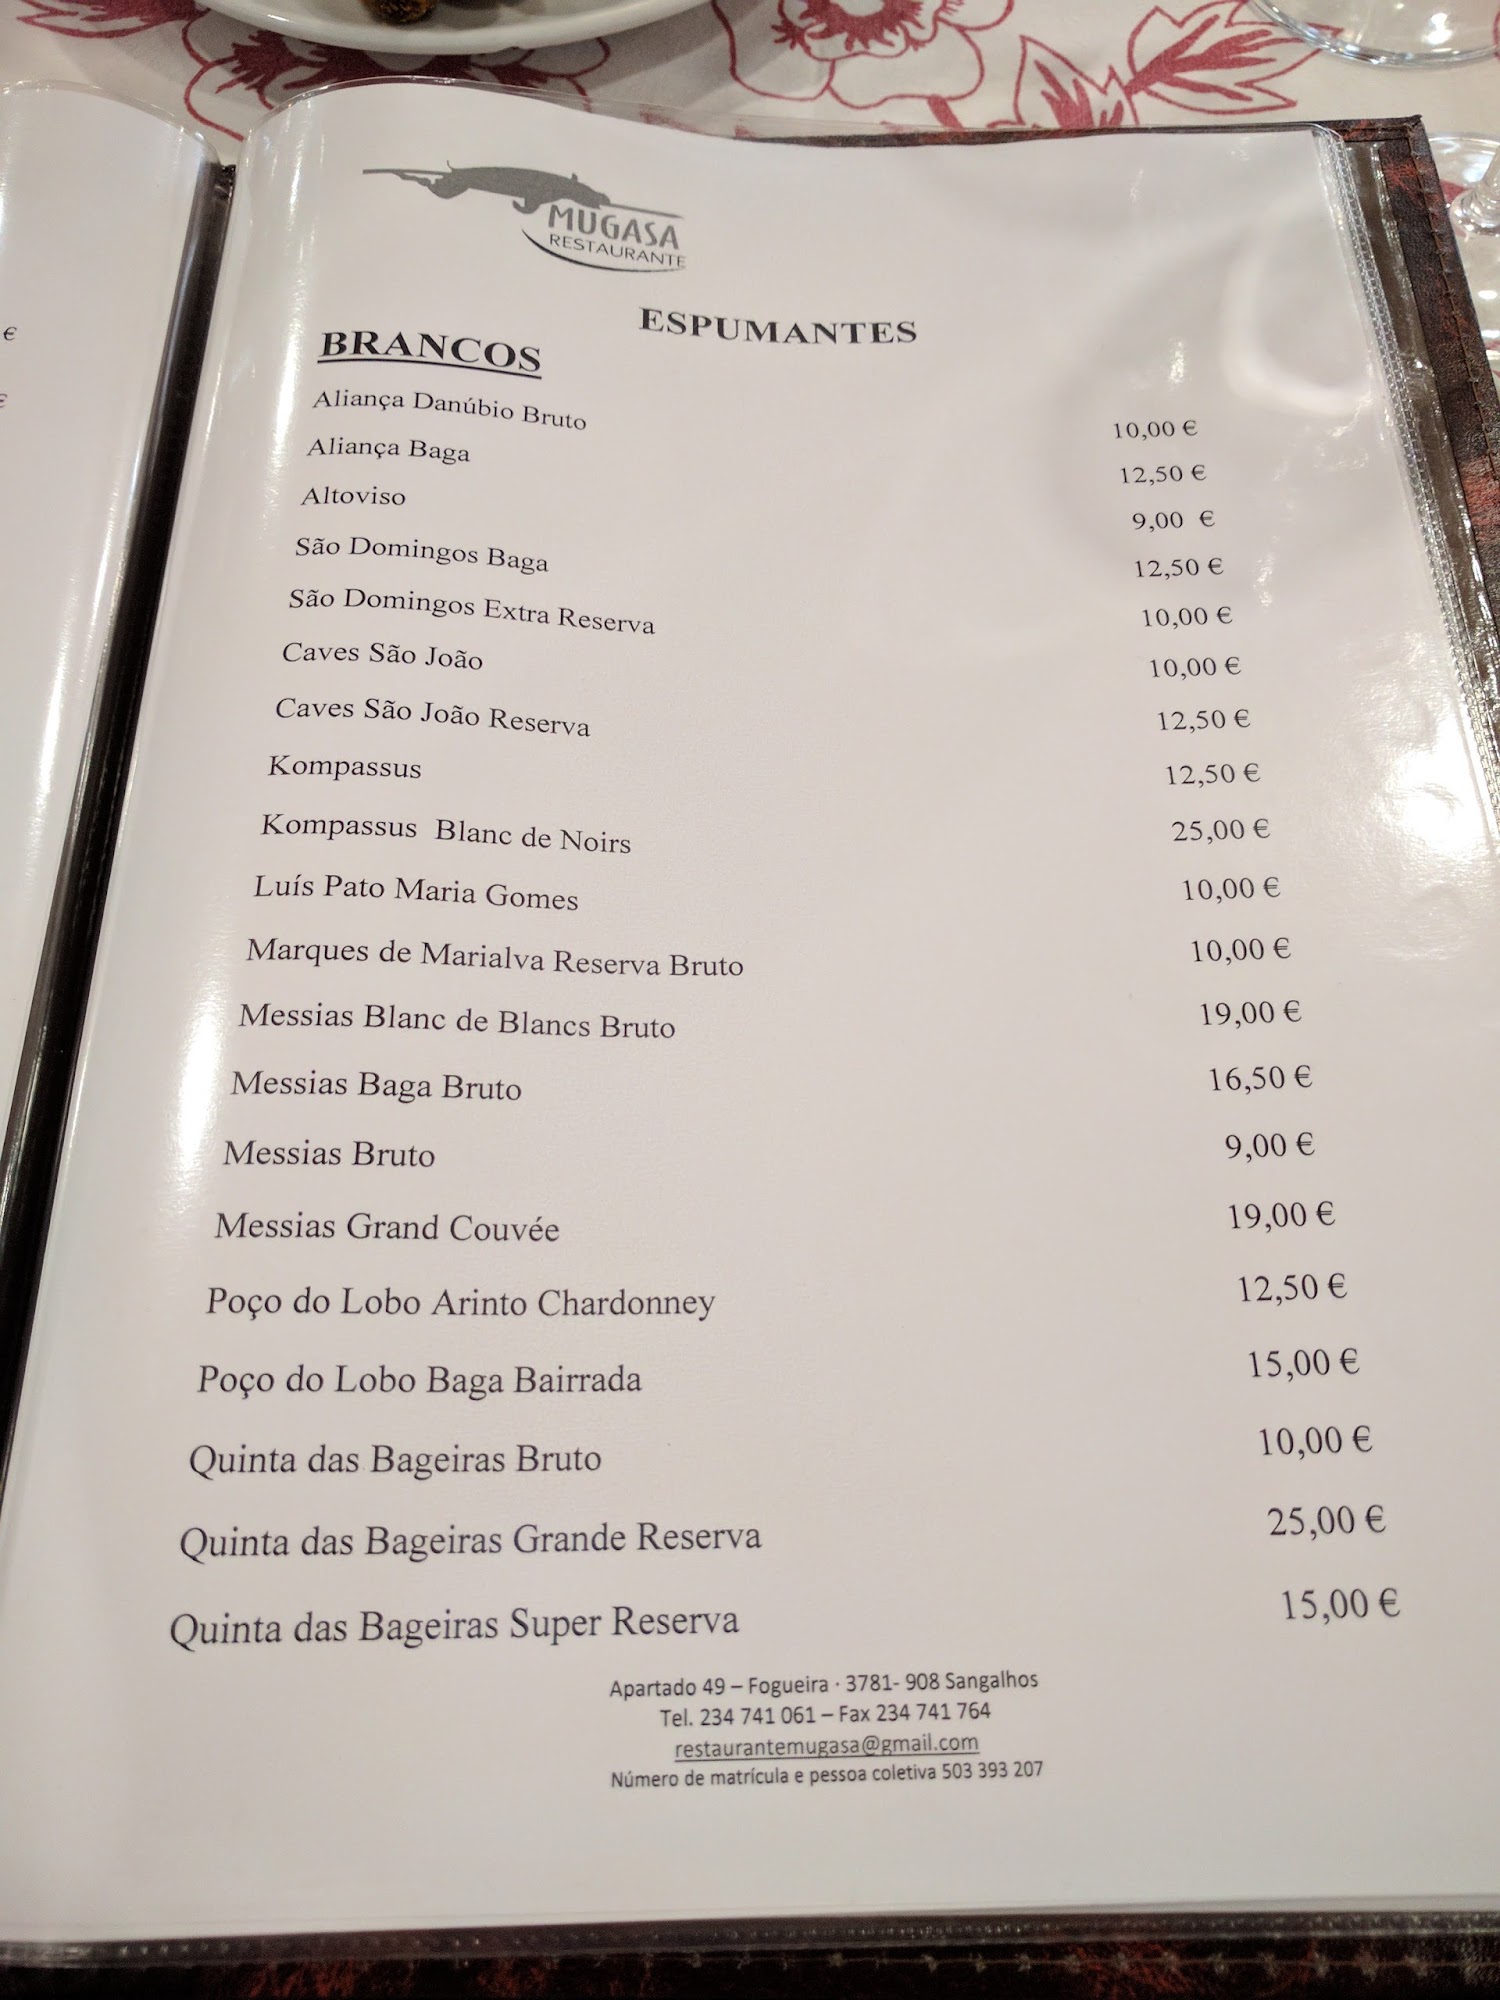 MUGASA
RESTAURANTE
ESPUMANTES
BRANCOS
Aliança Danúbio Bruto 10,00 €
Aliança Baga 12,50 €
Altoviso 9,00 €
São Domingos Baga 12,50 €
São Domingos Extra Reserva 10,00 €
Caves São João 10,00 €
Caves São João Reserva 12,50 €
Kompassus 12,50 €
Kompassus Blanc de Noirs 25,00 €
Luís Pato Maria Gomes 10,00 €
Marques de Marialva Reserva Bruto 10,00 €
Messias Blanc de Blancs Bruto 19,00 €
Messias Baga Bruto 16,50 €
Messias Bruto 9,00 €
Messias Grand Couvée 19,00 €
Poço do Lobo Arinto Chardonney 12,50 €
Poço do Lobo Baga Bairrada 15,00 €
Quinta das Bageiras Bruto 10,00 €
Quinta das Bageiras Grande Reserva 25,00 €
Quinta das Bageiras Super Reserva 15,00 €
Apartado 49 – Fogueira · 3781- 908 Sangalhos
Tel. 234 741 061 – Fax 234 741 764
restaurantemugasa@gmail.com
Número de matrícula e pessoa coletiva 503 393 207
€
€